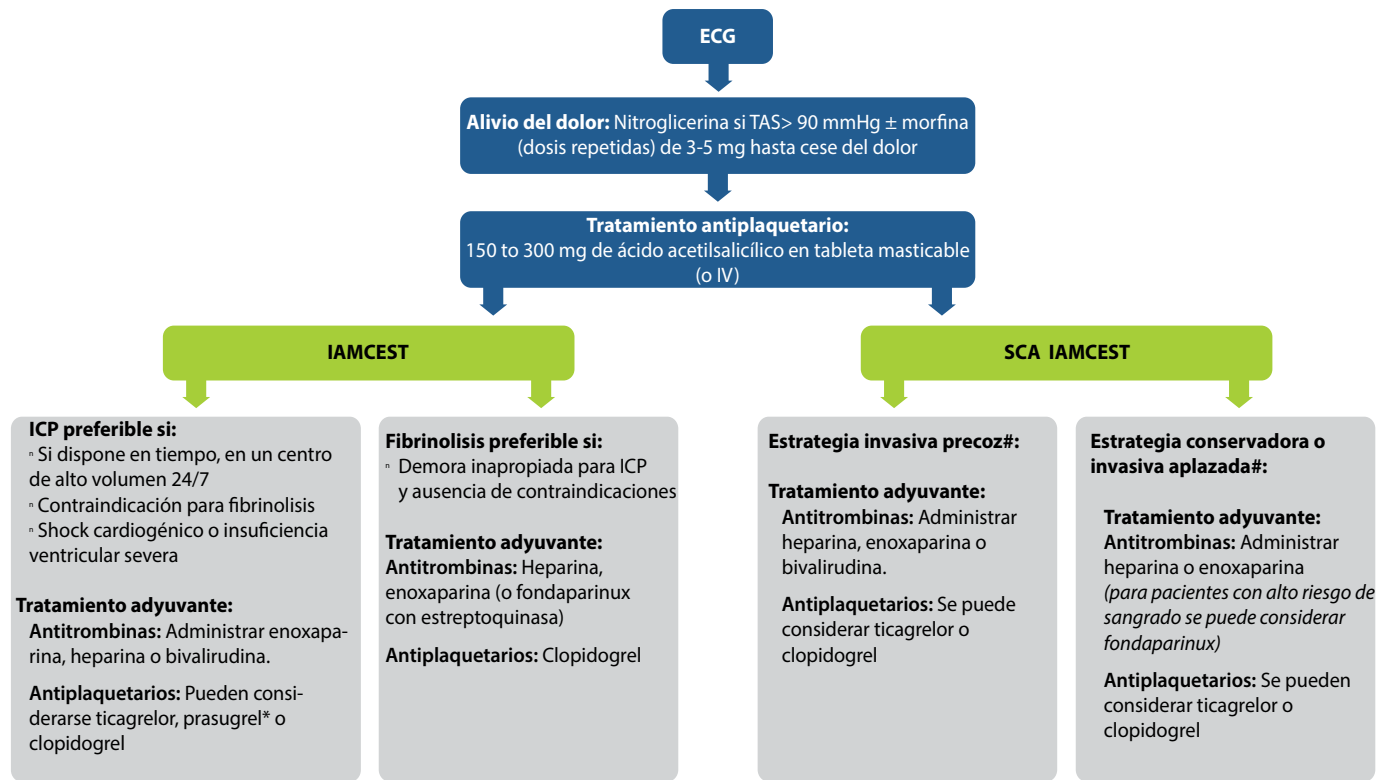 ECG
Alivio del dolor: Nitroglicerina si TAS> 90 mmHg ± morfina
(dosis repetidas) de 3-5 mg hasta cese del dolor
Tratamiento antiplaquetario:
150 to 300 mg de ácido acetilsalicílico en tableta masticable
(o IV)
IAMCEST
ICP preferible si:
ⁿ Si dispone en tiempo, en un centro
de alto volumen 24/7
ⁿ Contraindicación para fibrinolisis
ⁿ Shock cardiogénico o insuficiencia
ventricular severa
Tratamiento adyuvante:
Antitrombinas: Administrar enoxapa-
rina, heparina o bivalirudina.
Antiplaquetarios: Pueden consi-
derarse ticagrelor, prasugrel* o
clopidogrel
Fibrinolisis preferible si:
ⁿ Demora inapropiada para ICP
y ausencia de contraindicaciones
Tratamiento adyuvante:
Antitrombinas: Heparina,
enoxaparina (o fondaparinux
con estreptoquinasa)
Antiplaquetarios: Clopidogrel
SCA IAMCEST
Estrategia invasiva precoz#:
Tratamiento adyuvante:
Antitrombinas: Administrar
heparina, enoxaparina o
bivalirudina.
Antiplaquetarios: Se puede
considerar ticagrelor o
clopidogrel
Estrategia conservadora o
invasiva aplazada#:
Tratamiento adyuvante:
Antitrombinas: Administrar
heparina o enoxaparina
(para pacientes con alto riesgo de
sangrado se puede considerar
fondaparinux)
Antiplaquetarios: Se pueden
considerar ticagrelor o
clopidogrel